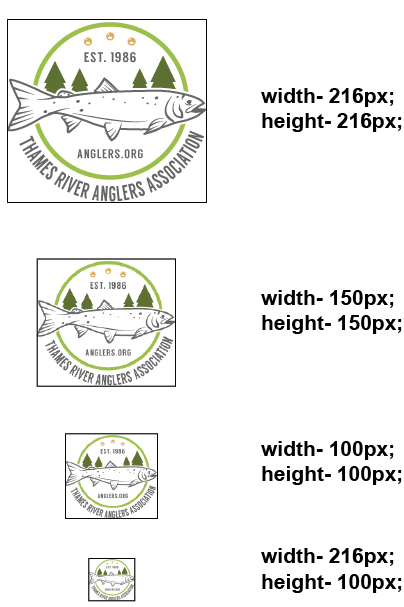 EST. 1986
ANGLERS.ORG
THAMES RIVER ANGLERS ASSOCIATION
width- 216px;
height- 216px;
EST. 1986
ANGLERS.ORG
THAMES RIVER ANGLERS ASSOCIATION
width- 150px;
height- 150px;
EST. 1986
ANGLERS.ORG
THAMES RIVER ANGLERS ASSOCIATION
width- 100px;
height- 100px;
width- 216px;
height- 100px;